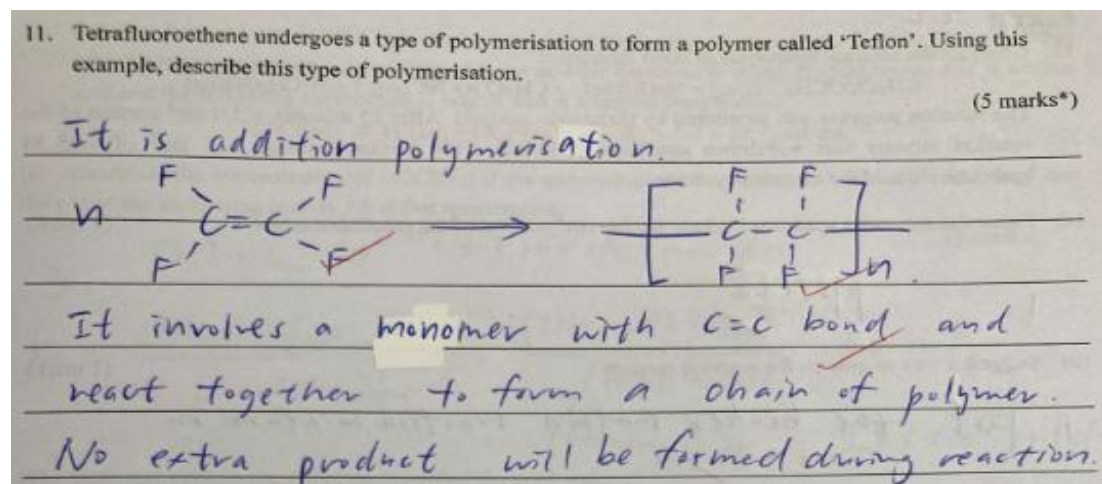 11. Tetrafluoroethene undergoes a type of polymerisation to form a polymer called 'Teflon'. Using this
example, describe this type of polymerisation.
(5 marks*)
It is addition polymerisation.
F F F F
n C=C → [ C-C ]n.
F F F F
It involves a monomer with C=C bond and
react together to form a chain of polymer.
No extra product will be formed during reaction.